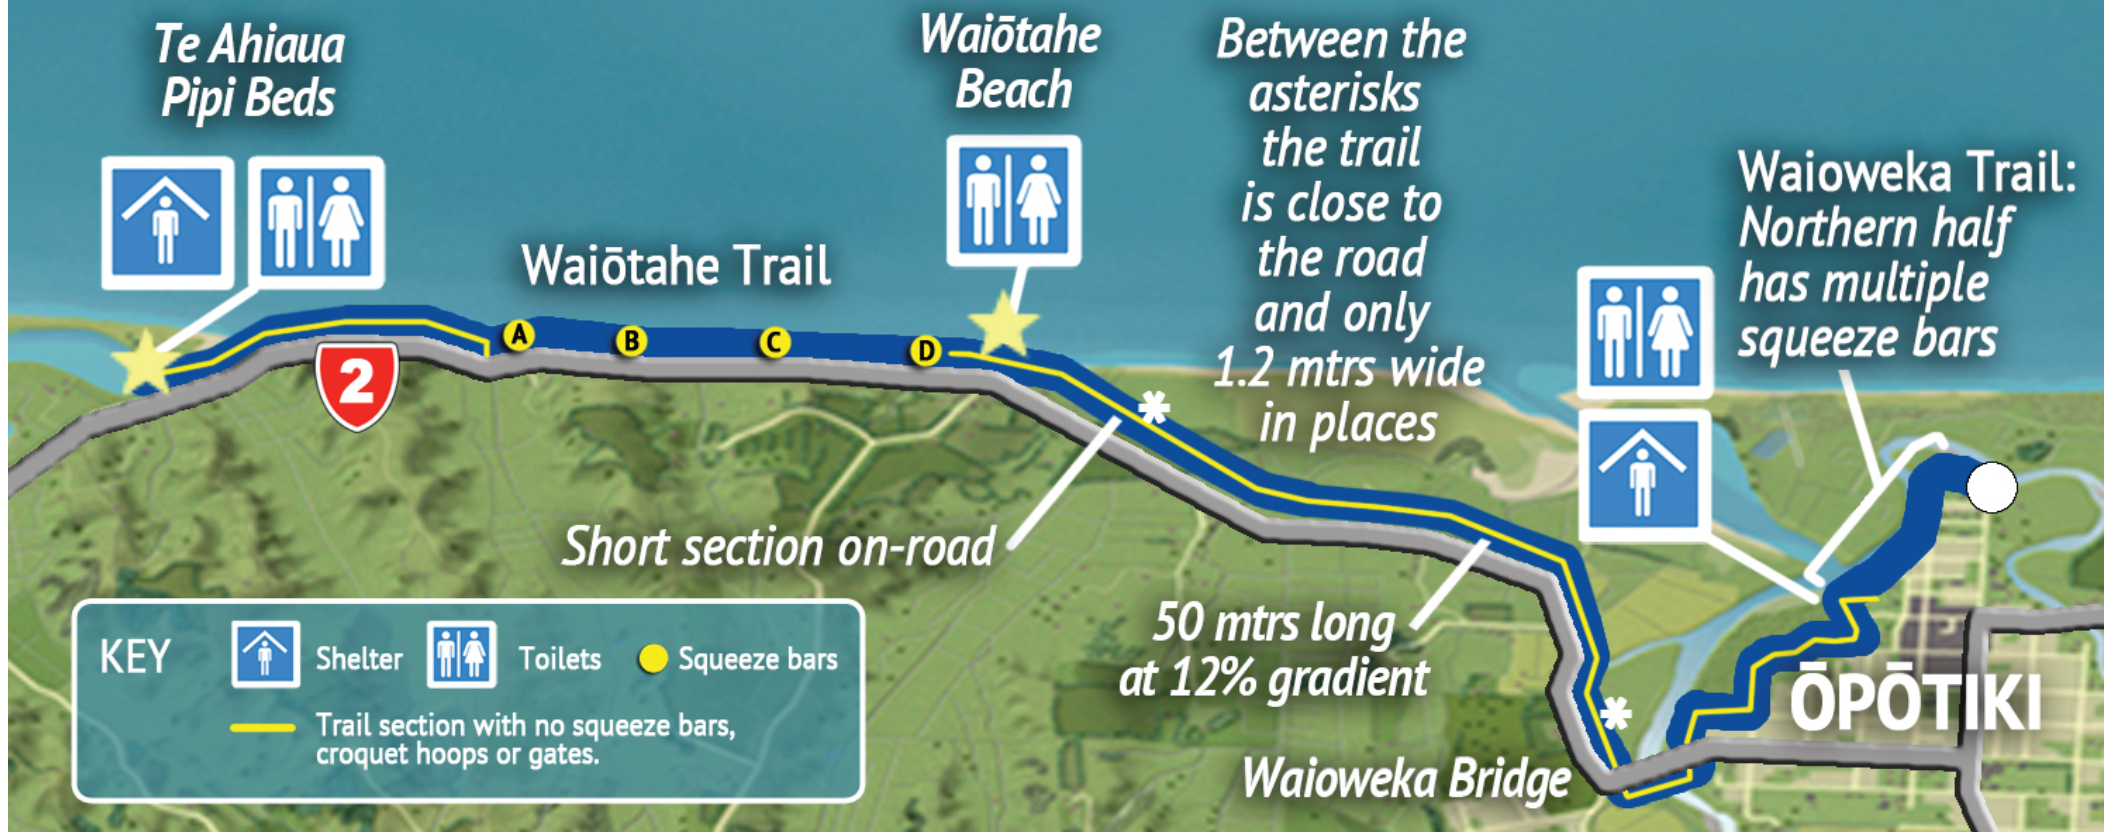 Te Ahiaua
Pipi Beds
Waiōtahe
Beach
Between the
asterisks
the trail
is close to
the road
and only
1.2 mtrs wide
in places
Waioweka Trail:
Northern half
has multiple
squeeze bars
Waiōtahe Trail
A
B
C
D
2
*
Short section on-road
50 mtrs long
at 12% gradient
*
Waioweka Bridge
ŌPŌTIKI
KEY
Shelter
Toilets
Squeeze bars
Trail section with no squeeze bars,
croquet hoops or gates.